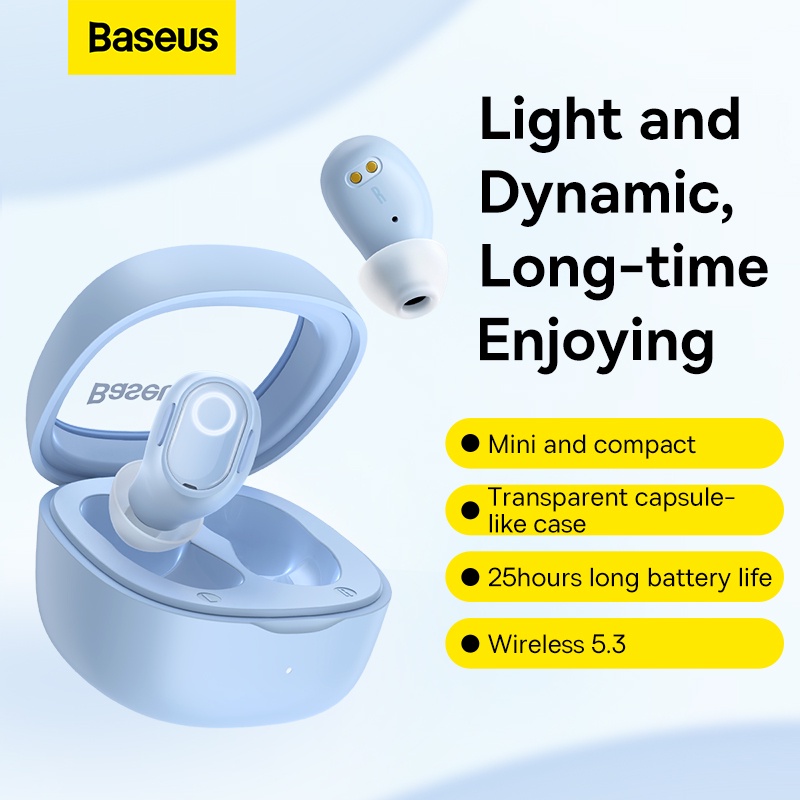 Baseus
Light and
Dynamic,
Long-time
Enjoying
Baseus
Mini and compact
Transparent capsule-
like case
25hours long battery life
Wireless 5.3
L
R